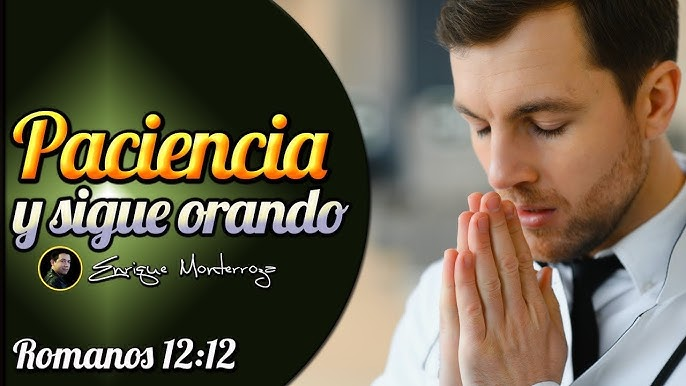 Paciencia
y sigue orando
Enrique Monterroza
Romanos 12:12